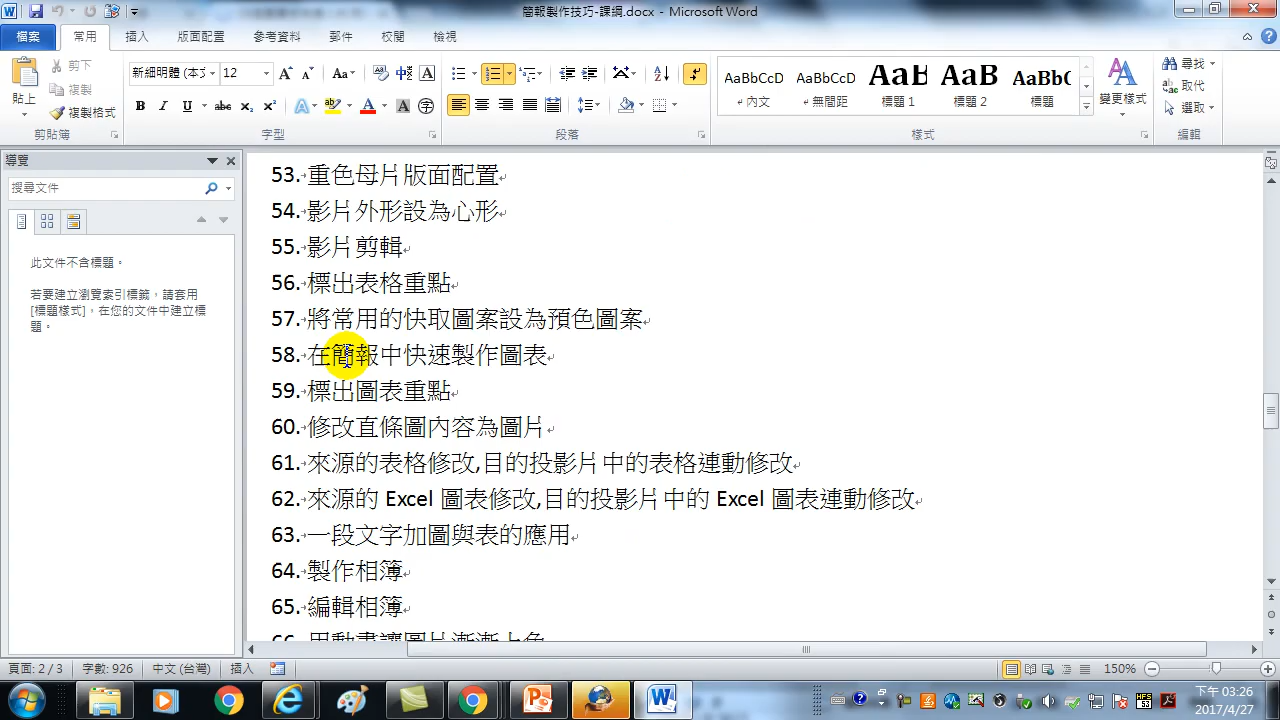 簡報製作技巧-課綱.docx - Microsoft Word
檔案 常用 插入 版面配置 參考資料 郵件 校閱 檢視
貼上 剪下 複製 複製格式 剪貼簿
新細明體 (本文 12 字型
段落
AaBbCcD 內文 AaBbCcD 無間距 標題 1 AaB 標題 2 AaBbC 標題 樣式
變更樣式
尋找 取代 選取 編輯
導覽
搜尋文件
此文件不含標題。
若要建立瀏覽索引標籤，請套用
[標題樣式]，在您的文件中建立標
題。
53. 重色母片版面配置
54. 影片外形設為心形
55. 影片剪輯
56. 標出表格重點
57. 將常用的快取圖案設為預色圖案
58. 在簡報中快速製作圖表
59. 標出圖表重點
60. 修改直條圖內容為圖片
61. 來源的表格修改,目的投影片中的表格連動修改
62. 來源的 Excel 圖表修改,目的投影片中的 Excel 圖表連動修改
63. 一段文字加圖與表的應用
64. 製作相簿
65. 編輯相簿
66. 用動畫讓圖片漸漸上色
頁面: 2 / 3 字數: 926 中文 (台灣) 插入 150%
下午 03:26
2017/4/27